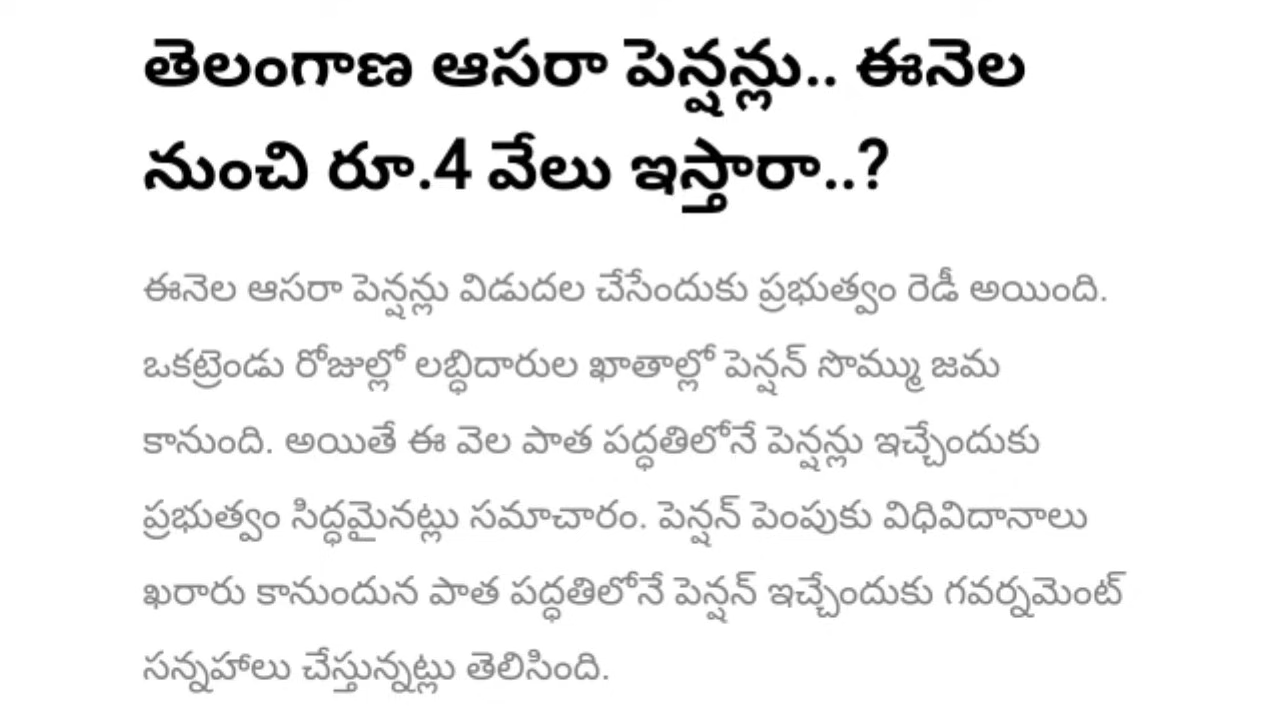 తెలంగాణ ఆసరా పెన్షన్లు.. ఈనెల
నుంచి రూ.4 వేలు ఇస్తారా..?
ఈనెల ఆసరా పెన్షన్లు విడుదల చేసేందుకు ప్రభుత్వం రెడీ అయింది.
ఒకట్రెండు రోజుల్లో లబ్ధిదారుల ఖాతాల్లో పెన్షన్ సొమ్ము జమ
కానుంది. అయితే ఈ వెల పాత పద్ధతిలోనే పెన్షన్లు ఇచ్చేందుకు
ప్రభుత్వం సిద్ధమైనట్లు సమాచారం. పెన్షన్ పెంపుకు విధివిదానాలు
ఖరారు కానుందున పాత పద్ధతిలోనే పెన్షన్ ఇచ్చేందుకు గవర్నమెంట్
సన్నహాలు చేస్తున్నట్లు తెలిసింది.